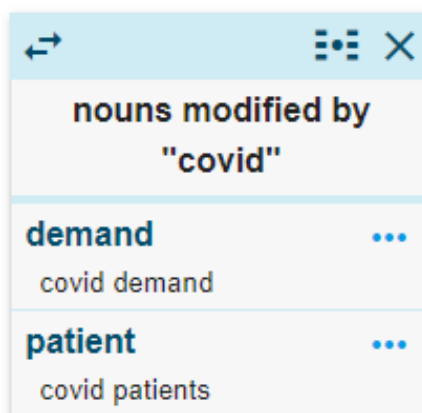 nouns modified by
"covid"
demand
covid demand
patient
covid patients